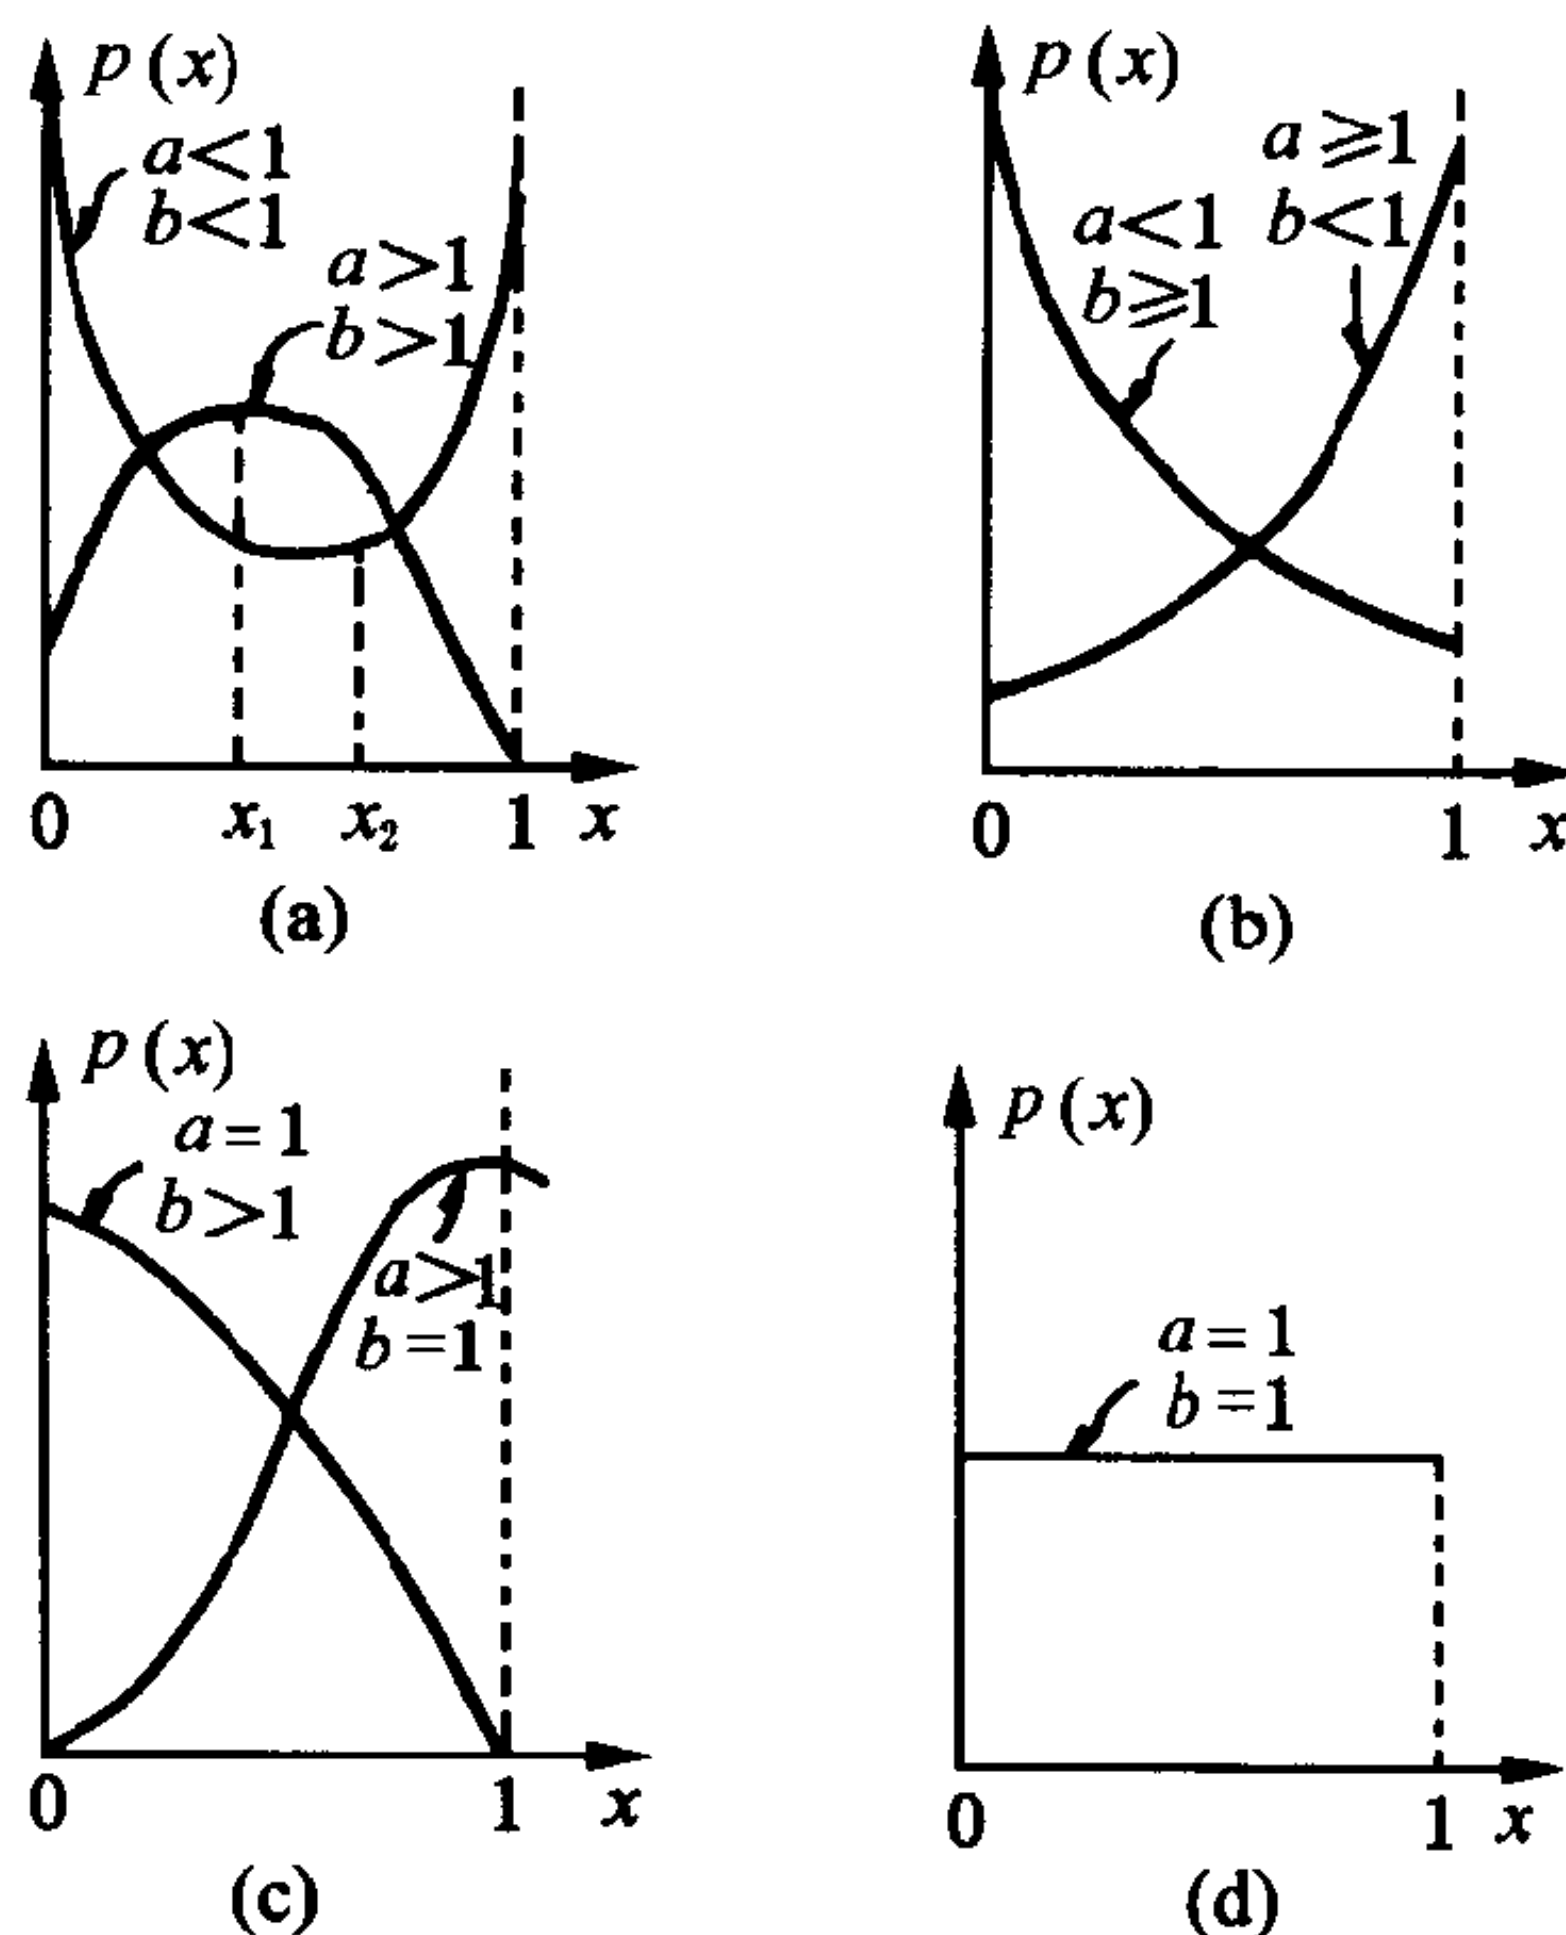 p(x)
a<1
b<1
a>1
b>1
0 x₁ x₂ 1 x
(a)
p(x)
a≥1
b<1
a<1
b⩾1
0 1 x
(b)
p(x)
a=1
b>1
a>1
b=1
0 1 x
(c)
p(x)
a=1
b=1
0 1 x
(d)